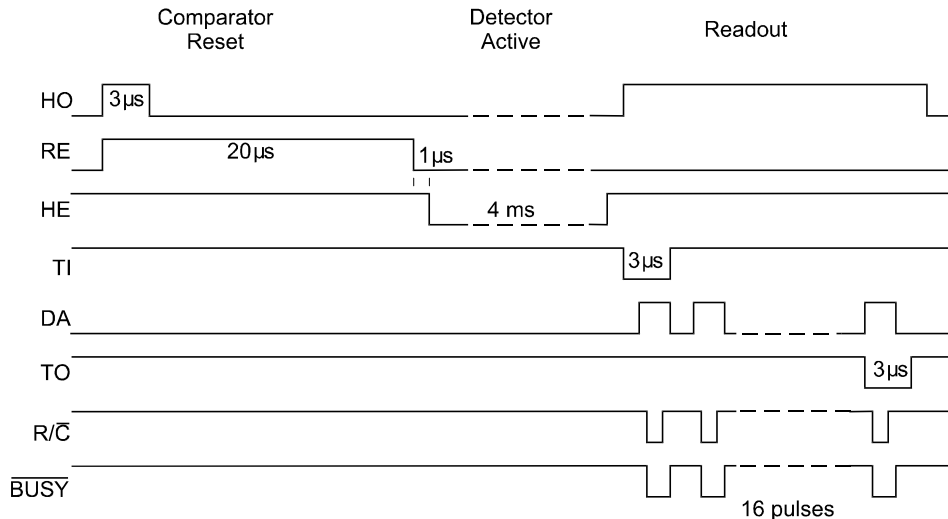 Comparator
Reset
Detector
Active
Readout
HO
3µs
RE
20µs
1µs
HE
4 ms
TI
3µs
DA
TO
3µs
R/C̅
B̅U̅S̅Y̅
16 pulses